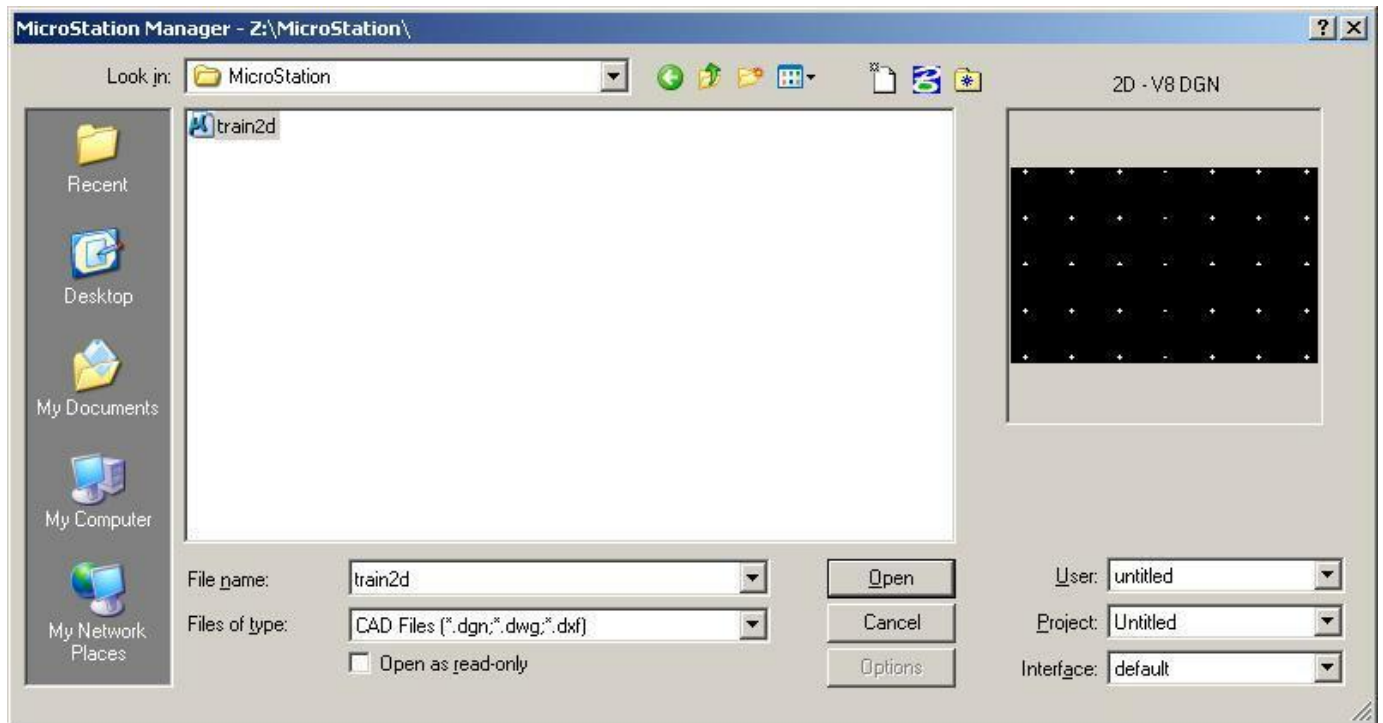 MicroStation Manager - Z:\MicroStation\
Look in: MicroStation
2D - V8 DGN
train2d
Recent
Desktop
My Documents
My Computer
My Network
Places
File name: train2d
Files of type: CAD Files (*.dgn;*.dwg;*.dxf)
Open as read-only
Open
Cancel
Options
User: untitled
Project: Untitled
Interface: default